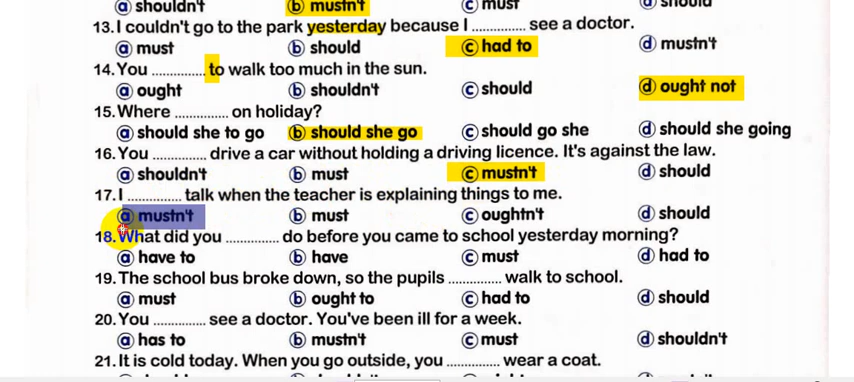 ⓐ shouldn't ⓑ mustn't ⓒ must ⓓ should
13. I couldn't go to the park yesterday because I .............. see a doctor.
ⓐ must ⓑ should ⓒ had to ⓓ mustn't
14. You .............. to walk too much in the sun.
ⓐ ought ⓑ shouldn't ⓒ should ⓓ ought not
15. Where .............. on holiday?
ⓐ should she to go ⓑ should she go ⓒ should go she ⓓ should she going
16. You .............. drive a car without holding a driving licence. It's against the law.
ⓐ shouldn't ⓑ must ⓒ mustn't ⓓ should
17. I .............. talk when the teacher is explaining things to me.
ⓐ mustn't ⓑ must ⓒ oughtn't ⓓ should
18. What did you .............. do before you came to school yesterday morning?
ⓐ have to ⓑ have ⓒ must ⓓ had to
19. The school bus broke down, so the pupils .............. walk to school.
ⓐ must ⓑ ought to ⓒ had to ⓓ should
20. You .............. see a doctor. You've been ill for a week.
ⓐ has to ⓑ mustn't ⓒ must ⓓ shouldn't
21. It is cold today. When you go outside, you .............. wear a coat.